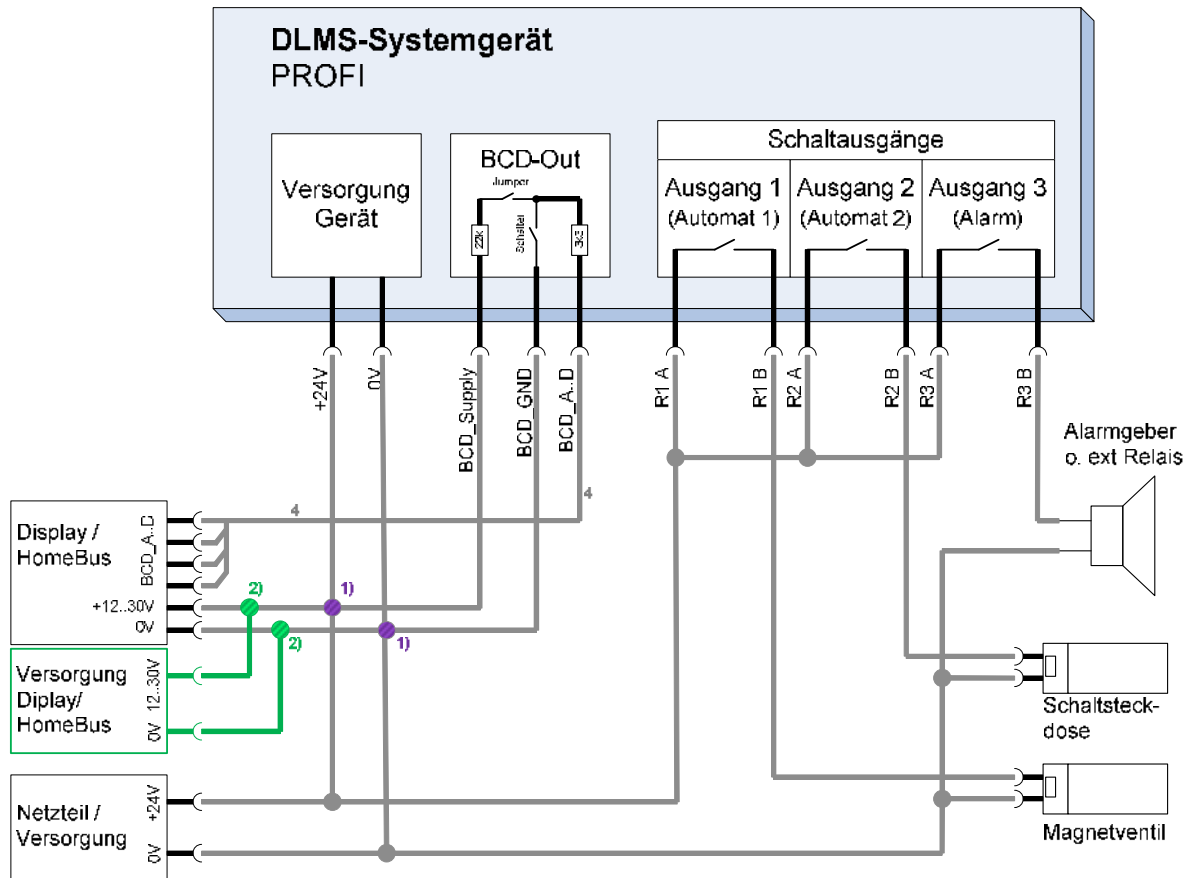 DLMS-Systemgerät
PROFI
Versorgung
Gerät
BCD-Out
Jumper
22k
Schalter
3k3
Schaltausgänge
Ausgang 1
(Automat 1)
Ausgang 2
(Automat 2)
Ausgang 3
(Alarm)
+24V
0V
BCD_Supply
BCD_GND
BCD_A..D
R1 A
R1 B
R2 A
R2 B
R3 A
R3 B
Alarmgeber
o. ext Relais
4
4
Display /
HomeBus
BCD_A..D
+12..30V
0V
2)
1)
2)
1)
Versorgung
Diplay/
HomeBus
12..30V
0V
Schaltsteck-
dose
Netzteil /
Versorgung
+24V
0V
Magnetventil